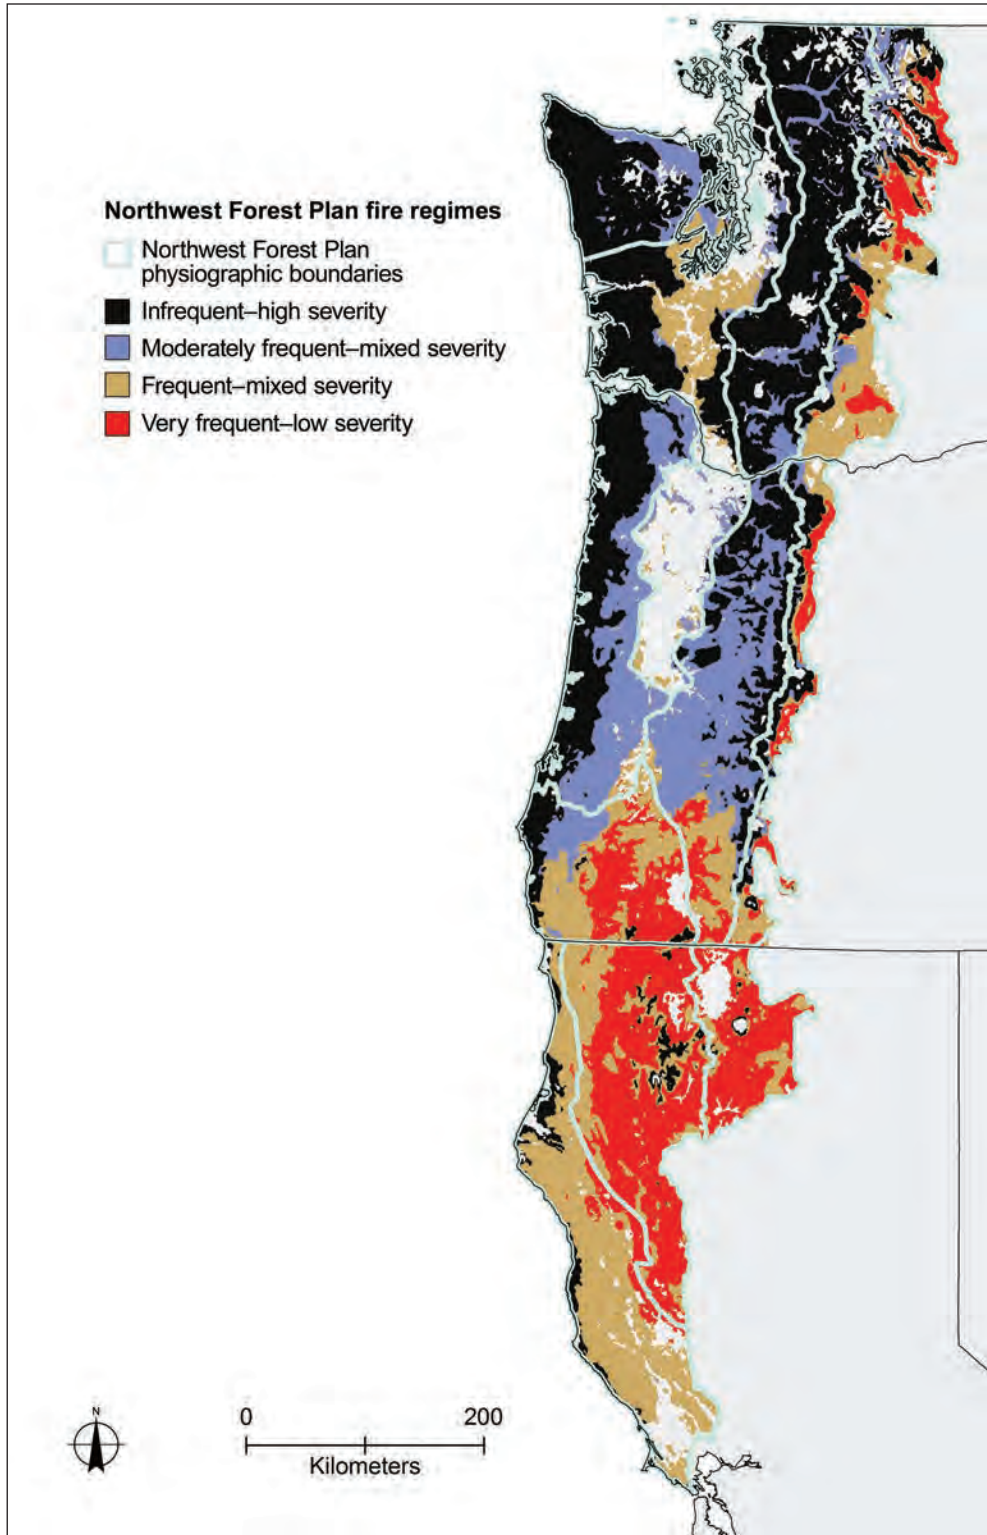 Northwest Forest Plan fire regimes
Northwest Forest Plan
physiographic boundaries
Infrequent–high severity
Moderately frequent–mixed severity
Frequent–mixed severity
Very frequent–low severity
N
0 200
Kilometers